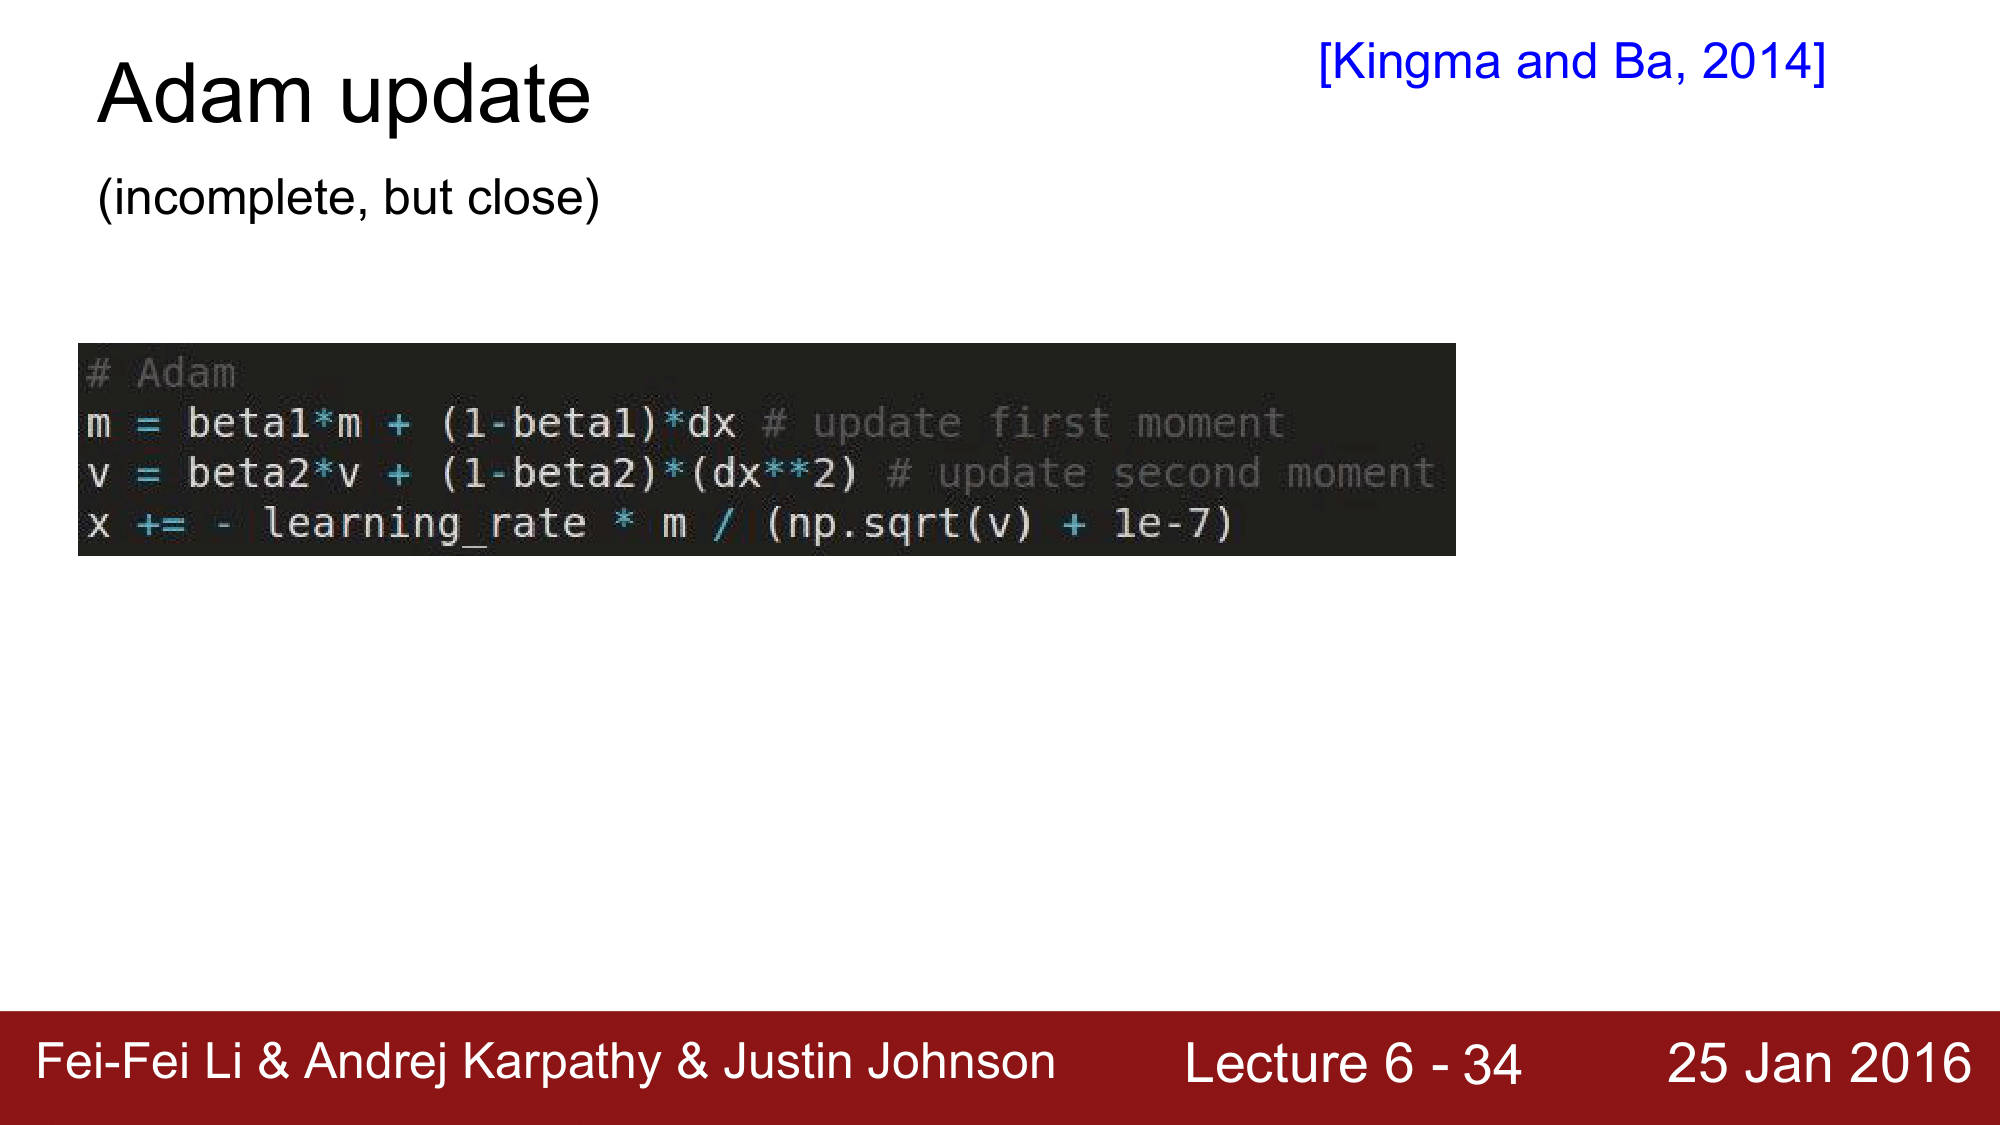 Adam update
[Kingma and Ba, 2014]
(incomplete, but close)
# Adam
m = beta1*m + (1-beta1)*dx # update first moment
v = beta2*v + (1-beta2)*(dx**2) # update second moment
x += - learning_rate * m / (np.sqrt(v) + 1e-7)
Fei-Fei Li & Andrej Karpathy & Justin Johnson
Lecture 6 - 34
25 Jan 2016